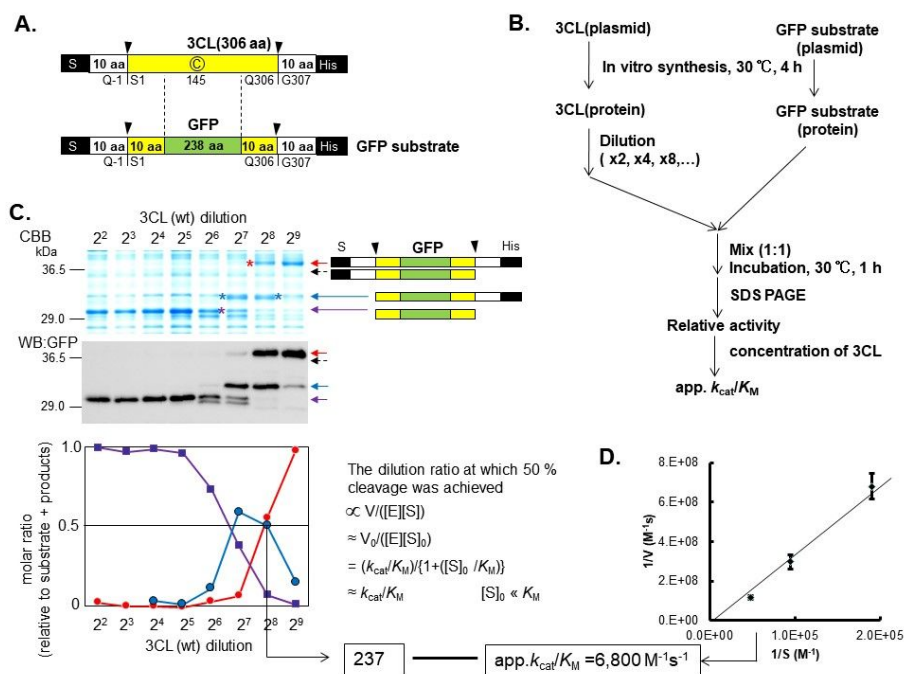 A.
3CL(306 aa)
S 10 aa C 10 aa His
Q-1 S1 145 Q306 G307
GFP
S 10 aa 10 aa 238 aa 10 aa 10 aa His GFP substrate
Q-1 S1 Q306 G307
B.
3CL(plasmid)
GFP substrate
(plasmid)
In vitro synthesis, 30℃, 4 h
3CL(protein)
GFP substrate
(protein)
Dilution
( x2, x4, x8,…)
Mix (1:1)
Incubation, 30℃, 1 h
SDS PAGE
Relative activity
concentration of 3CL
app. kcat/KM
C.
3CL (wt) dilution
CBB 2² 2³ 2⁴ 2⁵ 2⁶ 2⁷ 2⁸ 2⁹
kDa
36.5
29.0
* * * *
S GFP His
WB:GFP
36.5
29.0
1.0
0.5
0
molar ratio
(relative to substrate + products)
2² 2³ 2⁴ 2⁵ 2⁶ 2⁷ 2⁸ 2⁹
3CL (wt) dilution
The dilution ratio at which 50 %
cleavage was achieved
∝ V/([E][S])
≈ V₀/([E][S]₀)
= (kcat/KM)/{1+([S]₀ /KM)}
≈ kcat/KM [S]₀ ≪ KM
237
app.kcat/KM =6,800 M⁻¹s⁻¹
D.
8.E+08
6.E+08
4.E+08
2.E+08
0.E+00
1/V (M⁻¹s)
0.0E+00 1.0E+05 2.0E+05
1/S (M⁻¹)